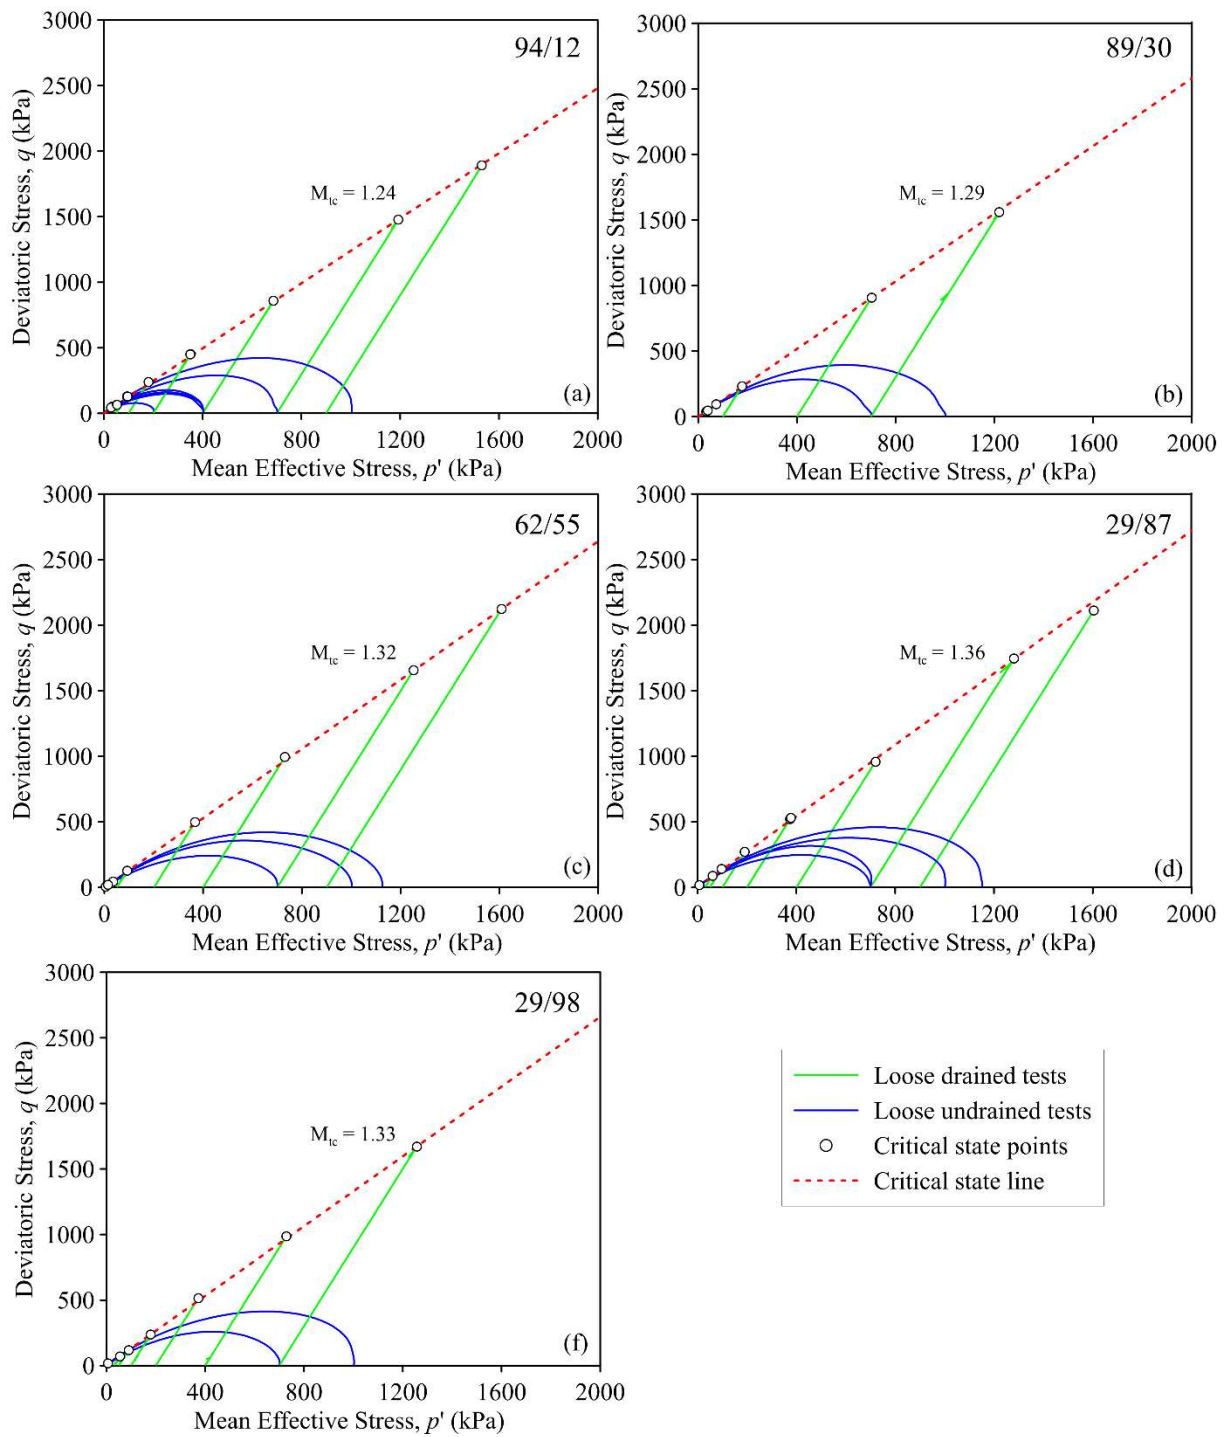 94/12
3000
2500
2000
1500
1000
500
0
Deviatoric Stress, q (kPa)
M_tc = 1.24
(a)
0 400 800 1200 1600 2000
Mean Effective Stress, p' (kPa)
89/30
3000
2500
2000
1500
1000
500
0
Deviatoric Stress, q (kPa)
M_tc = 1.29
(b)
0 400 800 1200 1600 2000
Mean Effective Stress, p' (kPa)
62/55
3000
2500
2000
1500
1000
500
0
Deviatoric Stress, q (kPa)
M_tc = 1.32
(c)
0 400 800 1200 1600 2000
Mean Effective Stress, p' (kPa)
29/87
3000
2500
2000
1500
1000
500
0
Deviatoric Stress, q (kPa)
M_tc = 1.36
(d)
0 400 800 1200 1600 2000
Mean Effective Stress, p' (kPa)
29/98
3000
2500
2000
1500
1000
500
0
Deviatoric Stress, q (kPa)
M_tc = 1.33
(f)
0 400 800 1200 1600 2000
Mean Effective Stress, p' (kPa)
Loose drained tests
Loose undrained tests
Critical state points
Critical state line